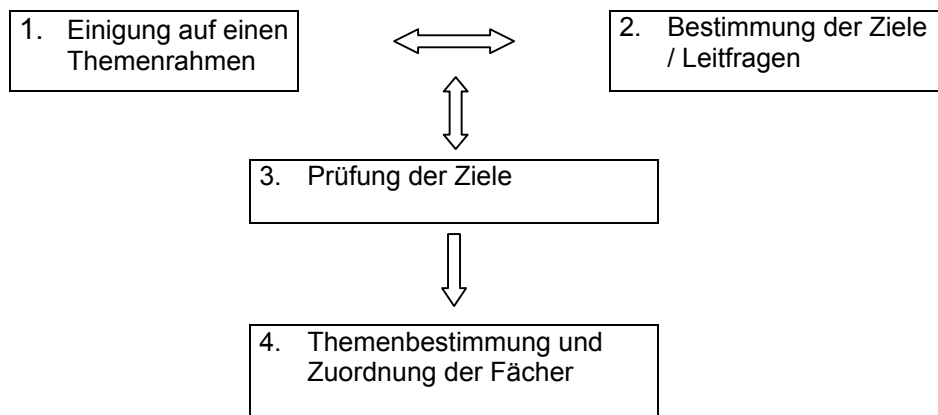 1. Einigung auf einen
Themenrahmen
2. Bestimmung der Ziele
/ Leitfragen
3. Prüfung der Ziele
4. Themenbestimmung und
Zuordnung der Fächer